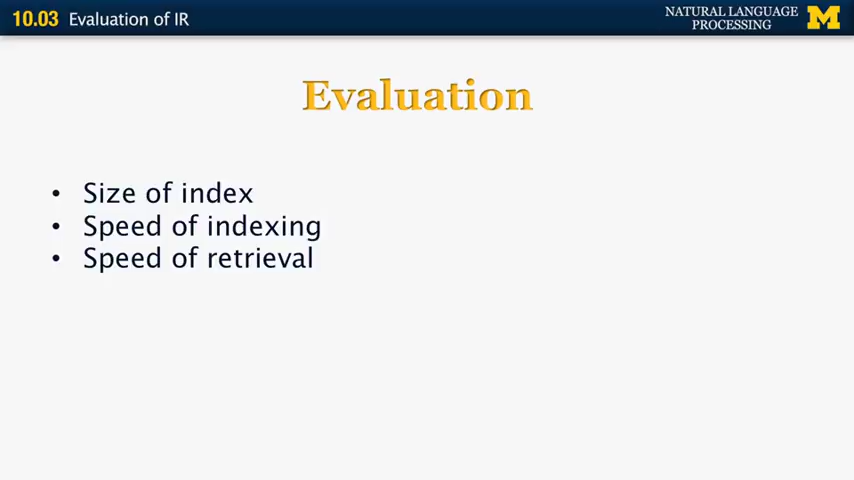 10.03 Evaluation of IR
NATURAL LANGUAGE
PROCESSING
Evaluation
• Size of index
• Speed of indexing
• Speed of retrieval